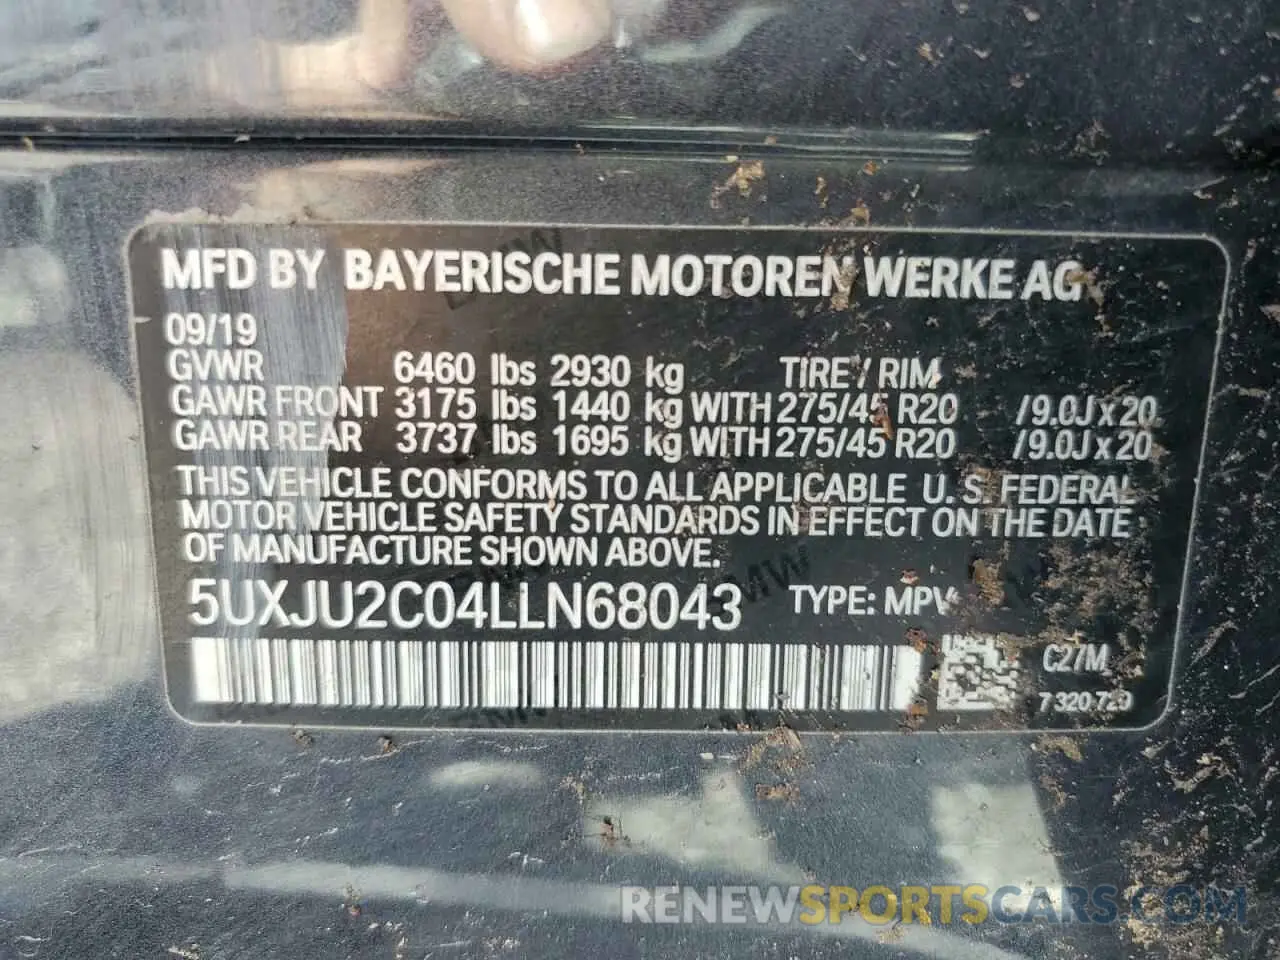 MFD BY BAYERISCHE MOTOREN WERKE AG
09/19
GVWR 6460 lbs 2930 kg TIRE / RIM
GAWR FRONT 3175 lbs 1440 kg WITH 275/45 R20 /9.0J x 20
GAWR REAR 3737 lbs 1695 kg WITH 275/45 R20 /9.0J x 20
THIS VEHICLE CONFORMS TO ALL APPLICABLE U. S. FEDERAL
MOTOR VEHICLE SAFETY STANDARDS IN EFFECT ON THE DATE
OF MANUFACTURE SHOWN ABOVE.
5UXJU2C04LLN68043 TYPE: MPV
C27M
7 320 720
RENEWSPORTSCARS.COM